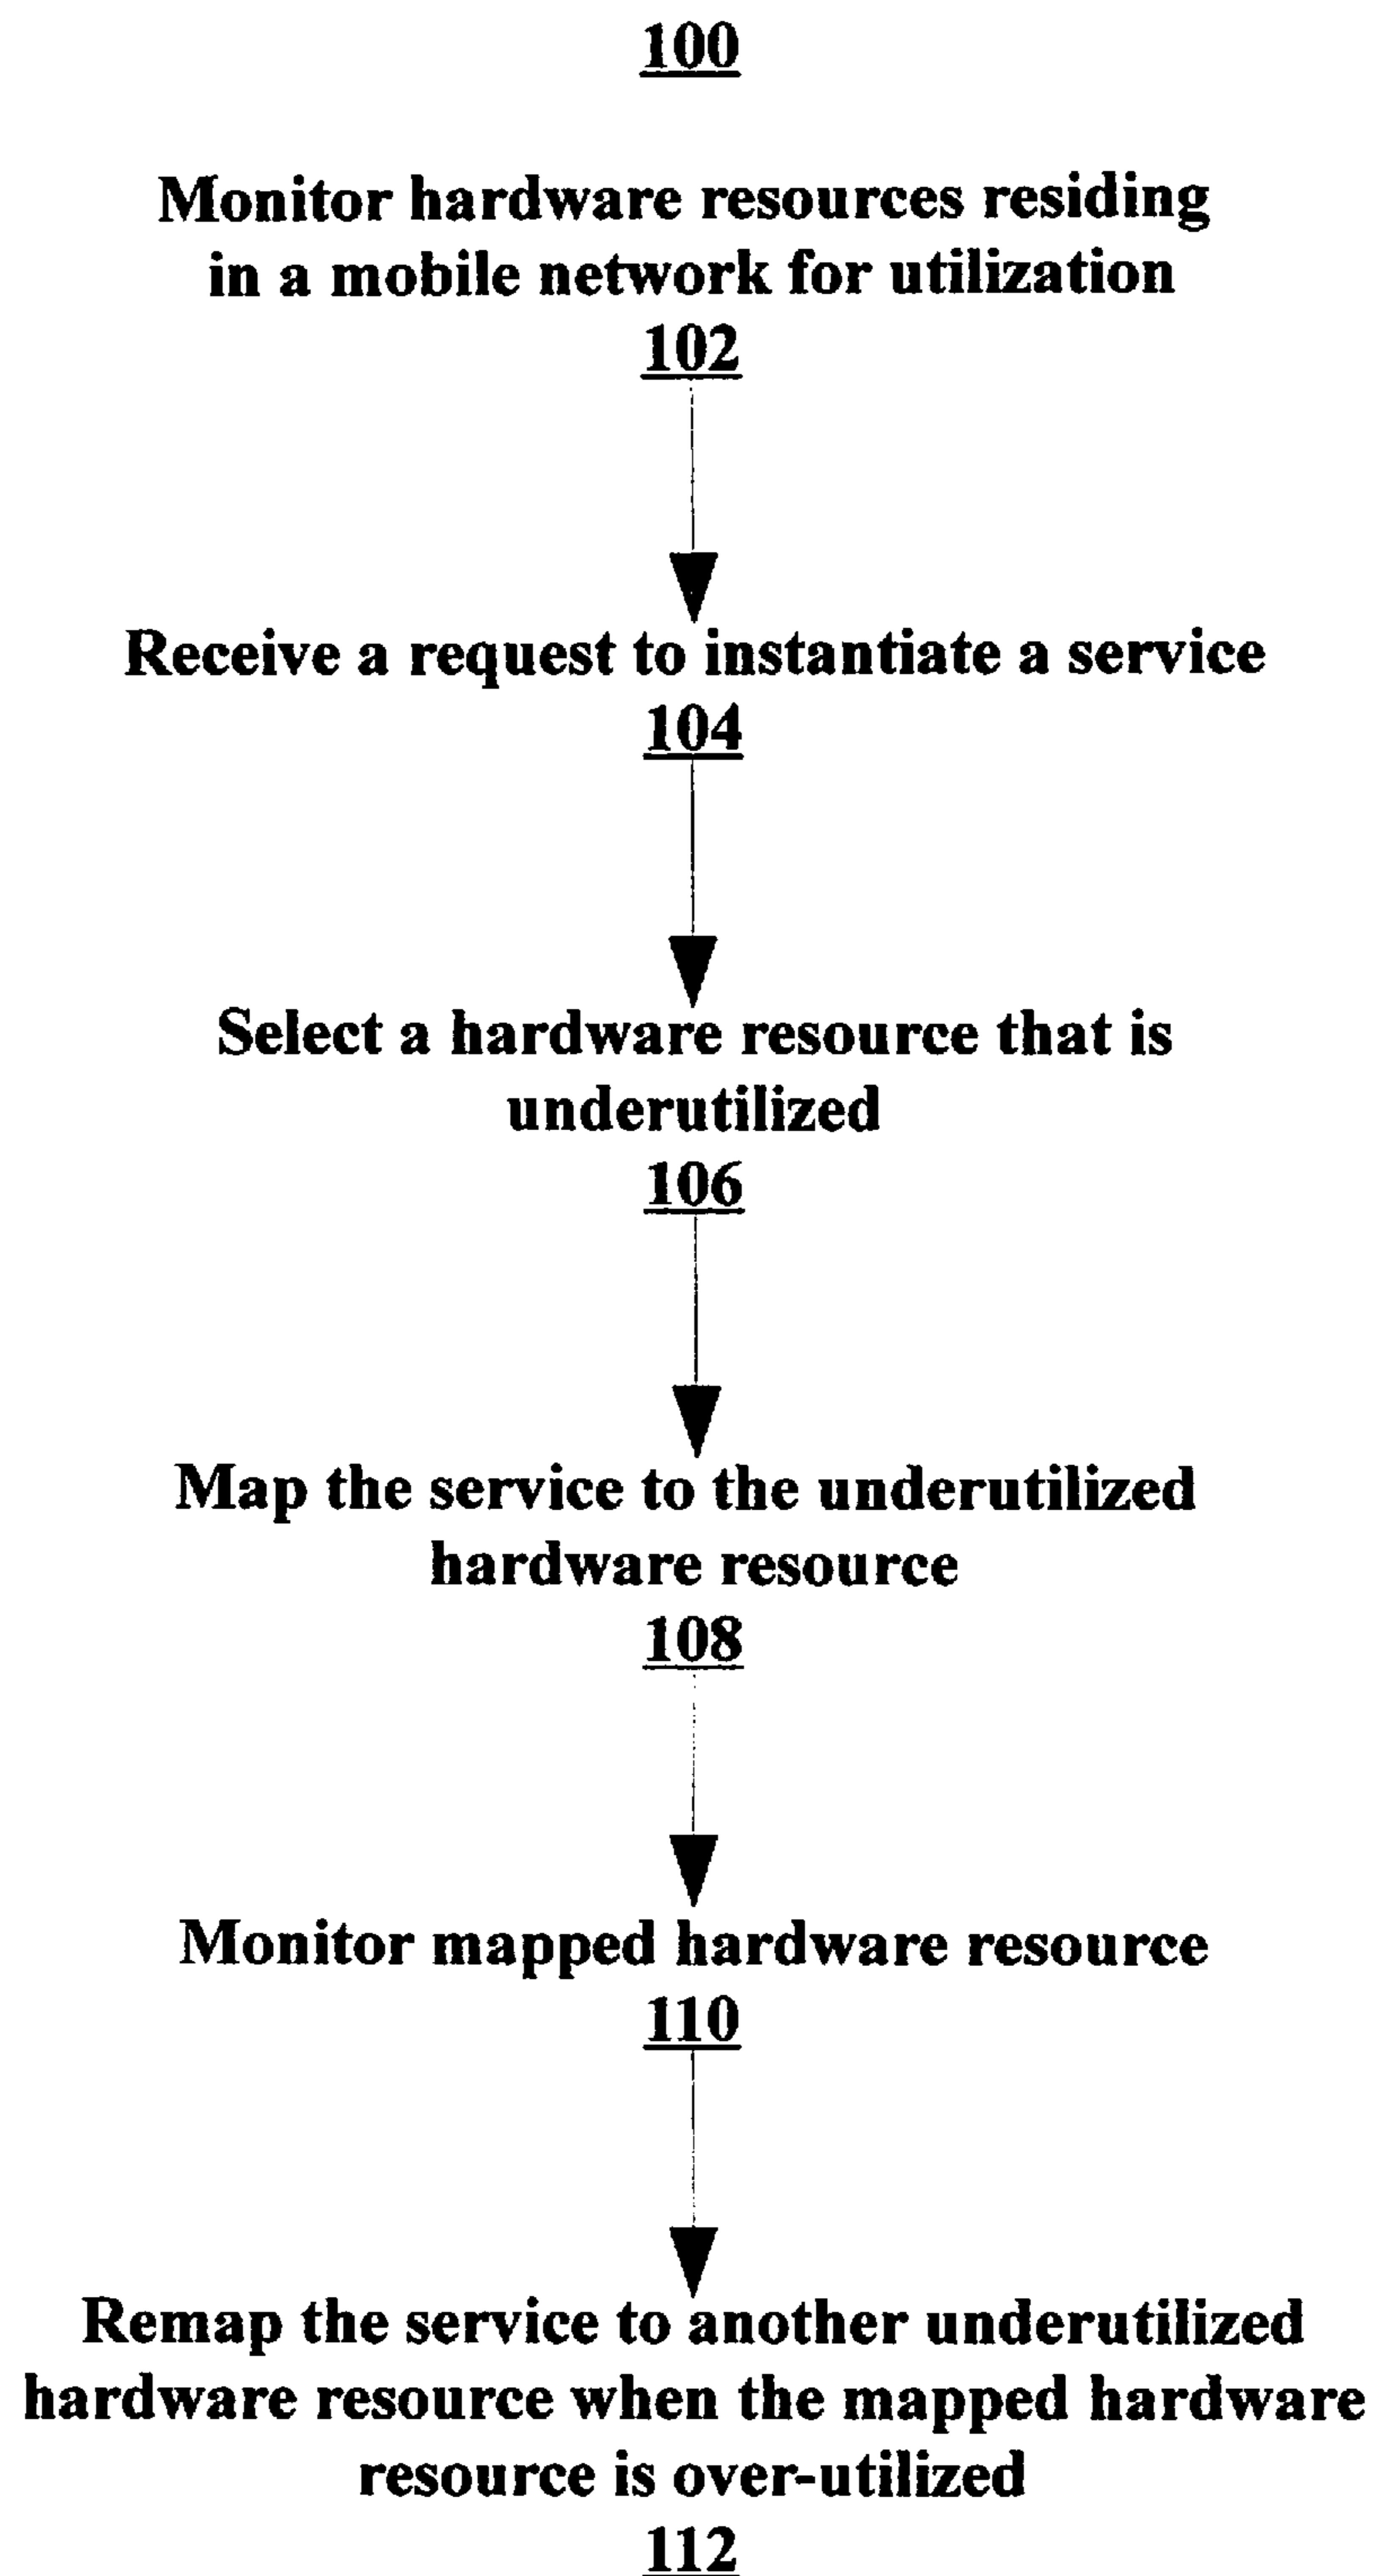 100
Monitor hardware resources residing
in a mobile network for utilization
102
Receive a request to instantiate a service
104
Select a hardware resource that is
underutilized
106
Map the service to the underutilized
hardware resource
108
Monitor mapped hardware resource
110
Remap the service to another underutilized
hardware resource when the mapped hardware
resource is over-utilized
112